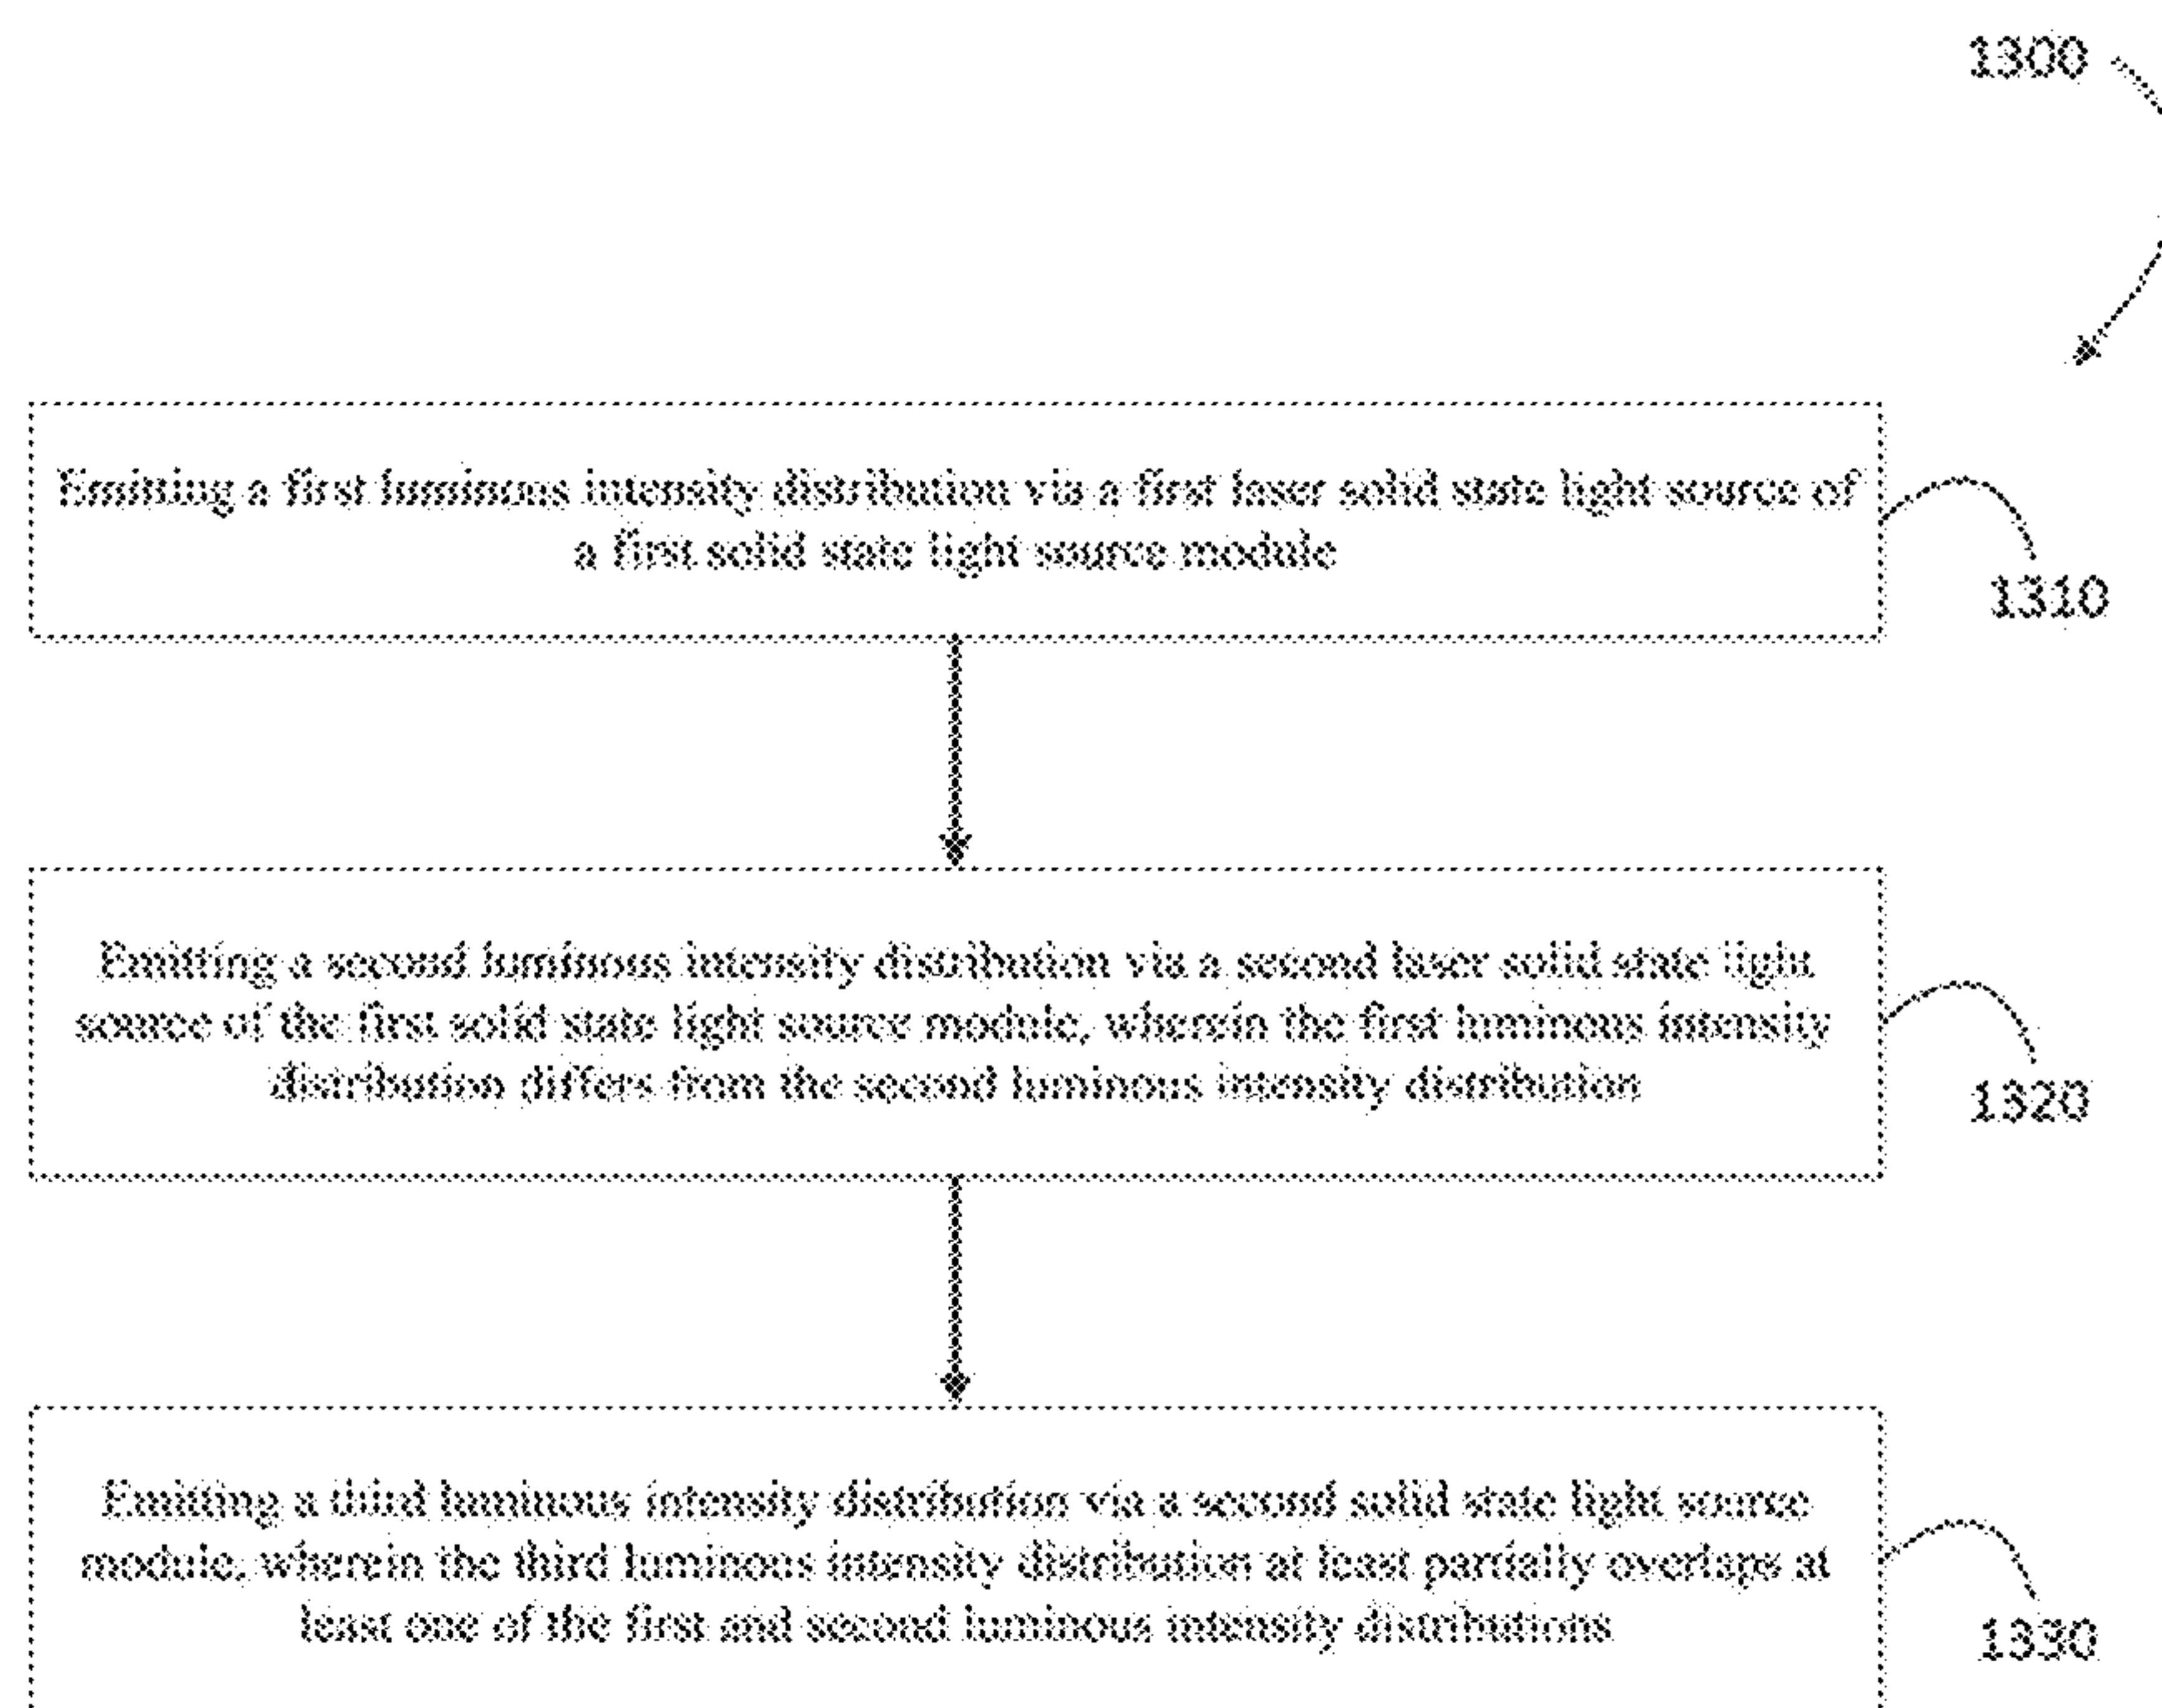 1300
Emitting a first luminous intensity distribution via a first laser solid state light source of
a first solid state light source module
1310
Emitting a second luminous intensity distribution via a second laser solid state light
source of the first solid state light source module, wherein the first luminous intensity
distribution differs from the second luminous intensity distribution
1320
Emitting a third luminous intensity distribution via a second solid state light source
module, wherein the third luminous intensity distribution at least partially overlaps at
least one of the first and second luminous intensity distributions
1330